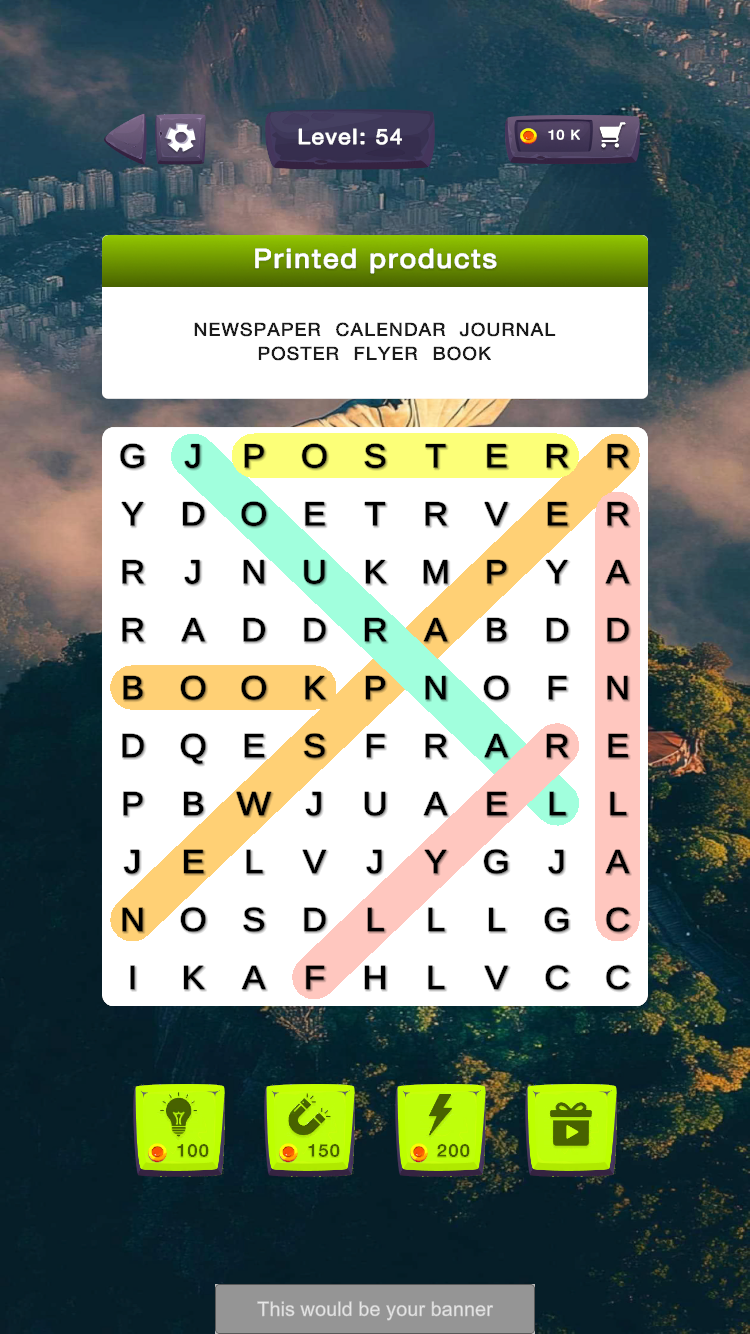 Level: 54
10 K
Printed products
NEWSPAPER CALENDAR JOURNAL
POSTER FLYER BOOK
G J P O S T E R R
Y D O E T R V E R
R J N U K M P Y A
R A D D R A B D D
B O O K P N O F N
D Q E S F R A R E
P B W J U A E L L
J E L V J Y G J A
N O S D L L L G C
I K A F H L V C C
100 150 200
This would be your banner